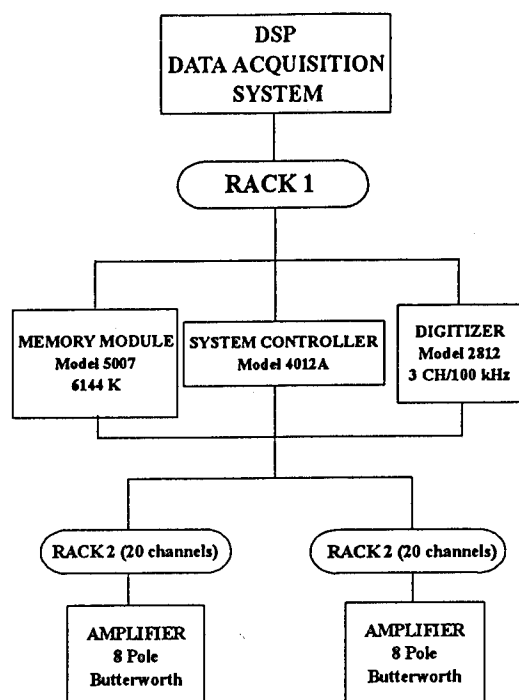 DSP
DATA ACQUISITION
SYSTEM
RACK 1
MEMORY MODULE
Model 5007
6144 K
SYSTEM CONTROLLER
Model 4012A
DIGITIZER
Model 2812
3 CH/100 kHz
RACK 2 (20 channels)
RACK 2 (20 channels)
AMPLIFIER
8 Pole
Butterworth
AMPLIFIER
8 Pole
Butterworth